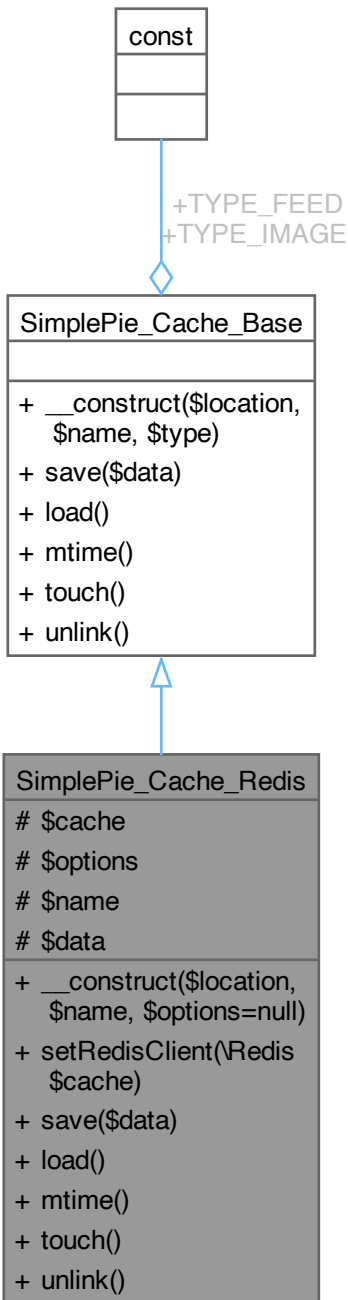 const
+TYPE_FEED
+TYPE_IMAGE
SimplePie_Cache_Base
+ __construct($location,
$name, $type)
+ save($data)
+ load()
+ mtime()
+ touch()
+ unlink()
SimplePie_Cache_Redis
# $cache
# $options
# $name
# $data
+ __construct($location,
$name, $options=null)
+ setRedisClient(\Redis
$cache)
+ save($data)
+ load()
+ mtime()
+ touch()
+ unlink()